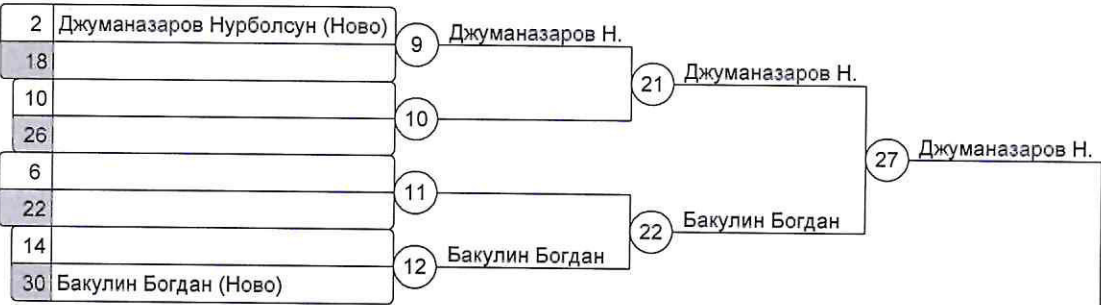 2 Джуманазаров Нурболсун (Ново)
18
9 Джуманазаров Н.
10
26
10
21 Джуманазаров Н.
6
22
11
27 Джуманазаров Н.
14
30 Бакулин Богдан (Ново)
12 Бакулин Богдан
22 Бакулин Богдан